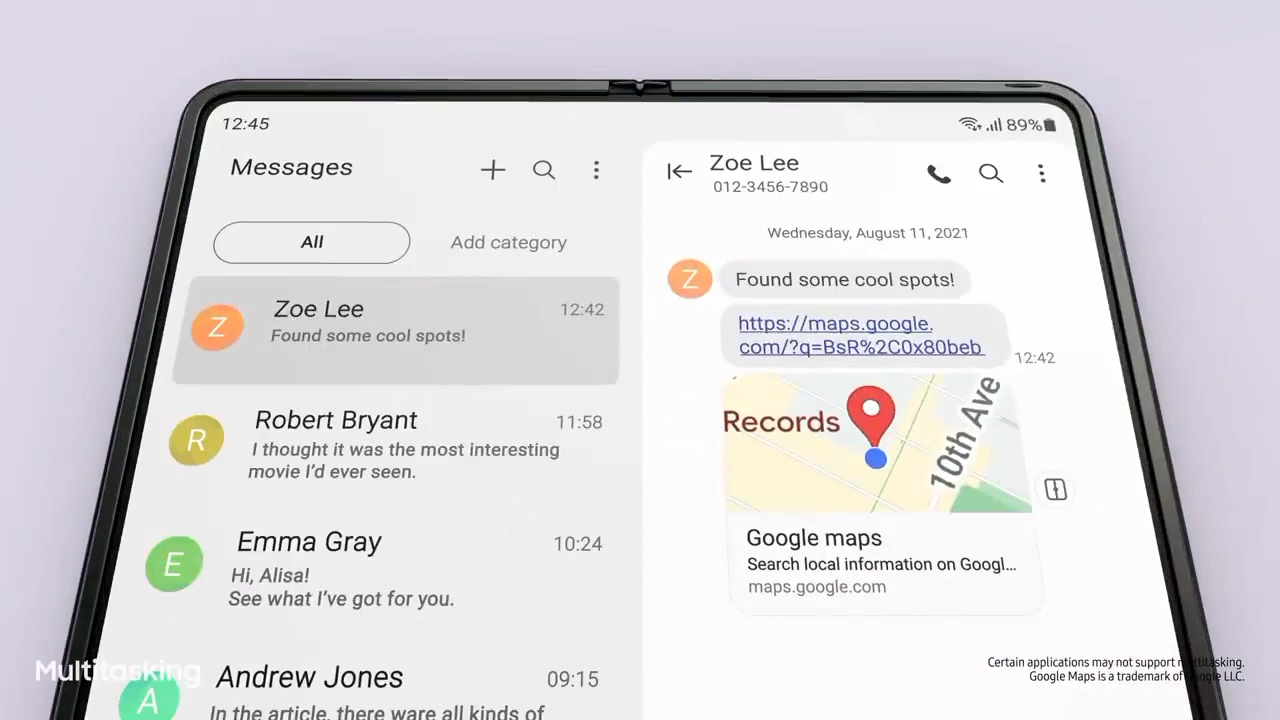 12:45
89%
Messages
All
Add category
Z
Zoe Lee
12:42
Found some cool spots!
R
Robert Bryant
11:58
I thought it was the most interesting
movie I'd ever seen.
E
Emma Gray
10:24
Hi, Alisa!
See what I've got for you.
A
Andrew Jones
09:15
In the article, there ware all kinds of
Zoe Lee
012-3456-7890
Wednesday, August 11, 2021
Z
Found some cool spots!
https://maps.google.
com/?q=BsR%2C0x80beb
12:42
Records
10th Ave
Google maps
Search local information on Googl...
maps.google.com
Multitasking
Certain applications may not support multitasking.
Google Maps is a trademark of Google LLC.